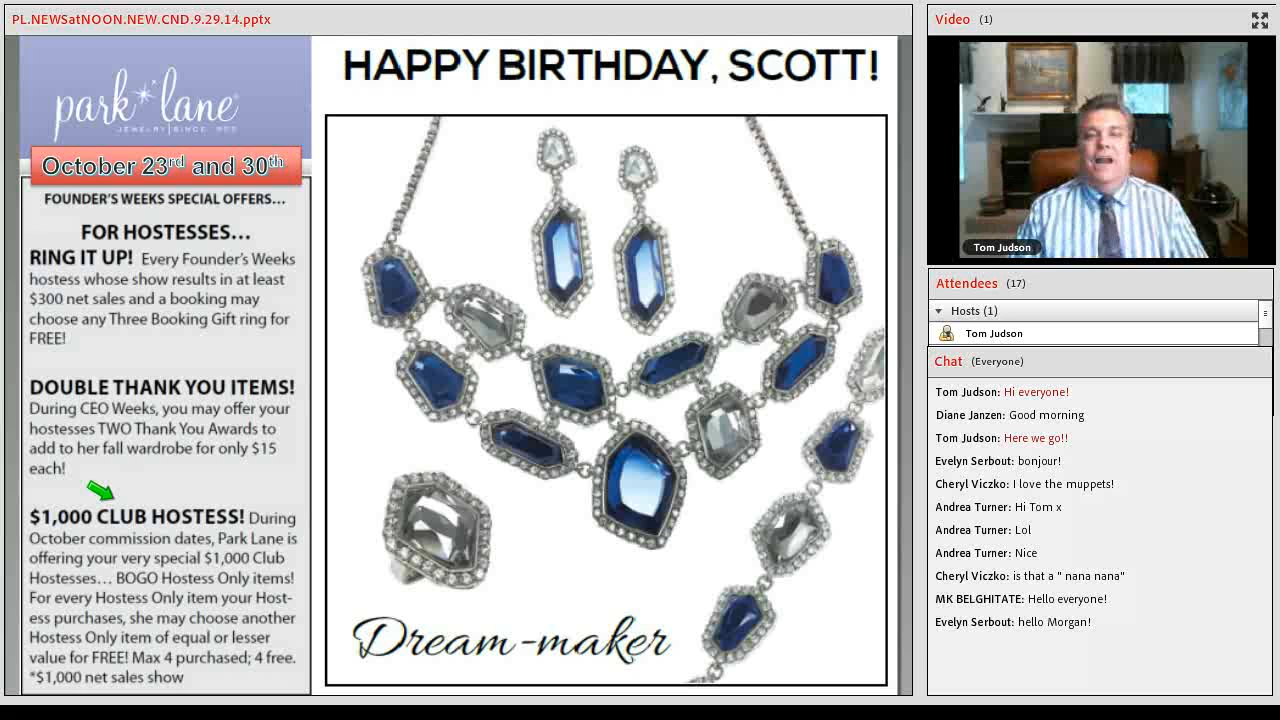 PL.NEWSatNOON.NEW.CND.9.29.14.pptx
park lane
JEWELRY | SINCE 1955
October 23rd and 30th
FOUNDER'S WEEKS SPECIAL OFFERS…
FOR HOSTESSES…
RING IT UP! Every Founder's Weeks
hostess whose show results in at least
$300 net sales and a booking may
choose any Three Booking Gift ring for
FREE!
DOUBLE THANK YOU ITEMS!
During CEO Weeks, you may offer your
hostesses TWO Thank You Awards to
add to her fall wardrobe for only $15
each!
$1,000 CLUB HOSTESS! During
October commission dates, Park Lane is
offering your very special $1,000 Club
Hostesses… BOGO Hostess Only items!
For every Hostess Only item your Host-
ess purchases, she may choose another
Hostess Only item of equal or lesser
value for FREE! Max 4 purchased; 4 free.
*$1,000 net sales show
HAPPY BIRTHDAY, SCOTT!
Dream-maker
Video (1)
Tom Judson
Attendees (17)
Hosts (1)
Tom Judson
Chat (Everyone)
Tom Judson: Hi everyone!
Diane Janzen: Good morning
Tom Judson: Here we go!!
Evelyn Serbout: bonjour!
Cheryl Viczko: I love the muppets!
Andrea Turner: Hi Tom x
Andrea Turner: Lol
Andrea Turner: Nice
Cheryl Viczko: is that a " nana nana"
MK BELGHITATE: Hello everyone!
Evelyn Serbout: hello Morgan!